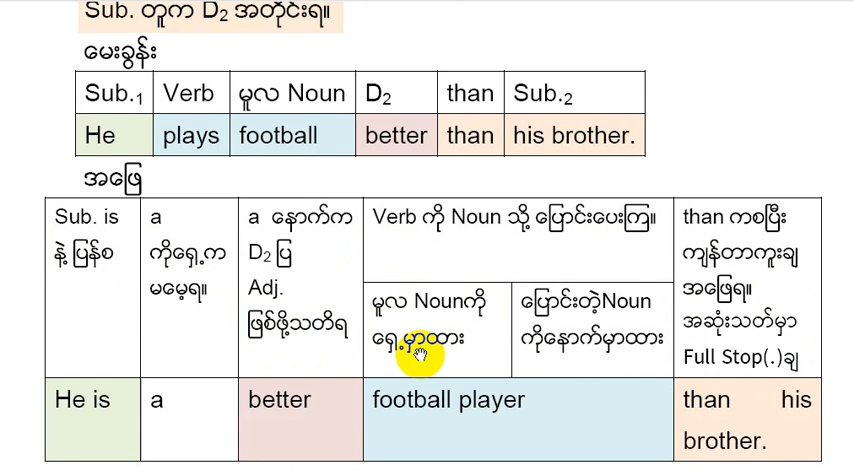 Sub. တူက D2 အတိုင်းရ။
မေးခွန်း
Sub.1 Verb မူလ Noun D2 than Sub.2
He plays football better than his brother.
အဖြေ
Sub. is
နဲ့ ပြန်စ
a
ကိုရှေ့က
မမေ့ရ။
a နောက်က
D2 ပြ
Adj.
ဖြစ်ဖို့သတိရ
Verb ကို Noun သို့ ပြောင်းပေးကြ။
မူလ Nounကို
ရှေ့မှာထား
ပြောင်းတဲ့Noun
ကိုနောက်မှာထား
than ကစပြီး
ကျန်တာကူးချ
အဖြေရ။
အဆုံးသတ်မှာ
Full Stop(.)ချ
He is a better football player than his
brother.